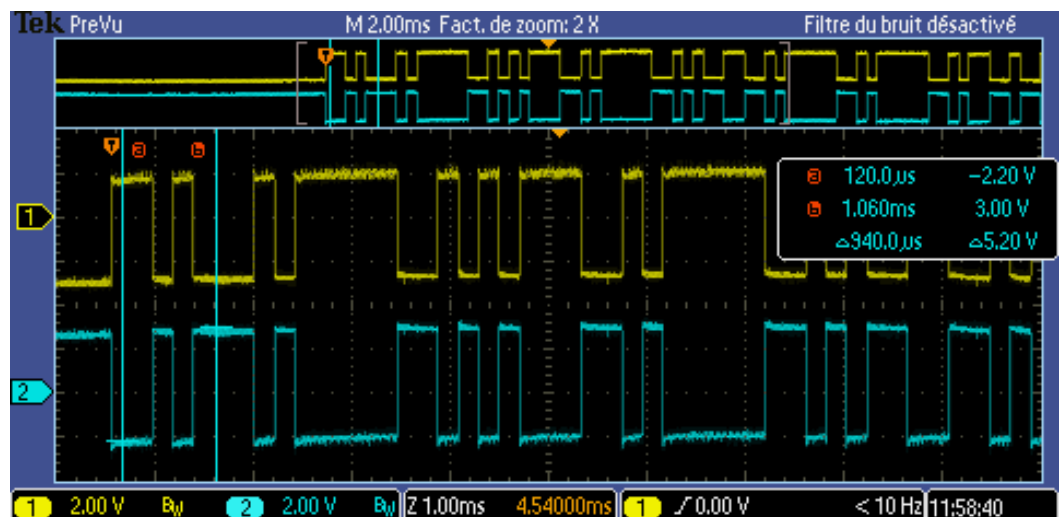 Tek PreVu M 2.00ms Fact. de zoom: 2 X Filtre du bruit désactivé
T
T a b
a 120.0µs −2.20 V
b 1.060ms 3.00 V
△940.0µs △5.20 V
1
2
1 2.00 V BW 2 2.00 V BW Z 1.00ms 4.54000ms 1 0.00 V < 10 Hz 11:58:40